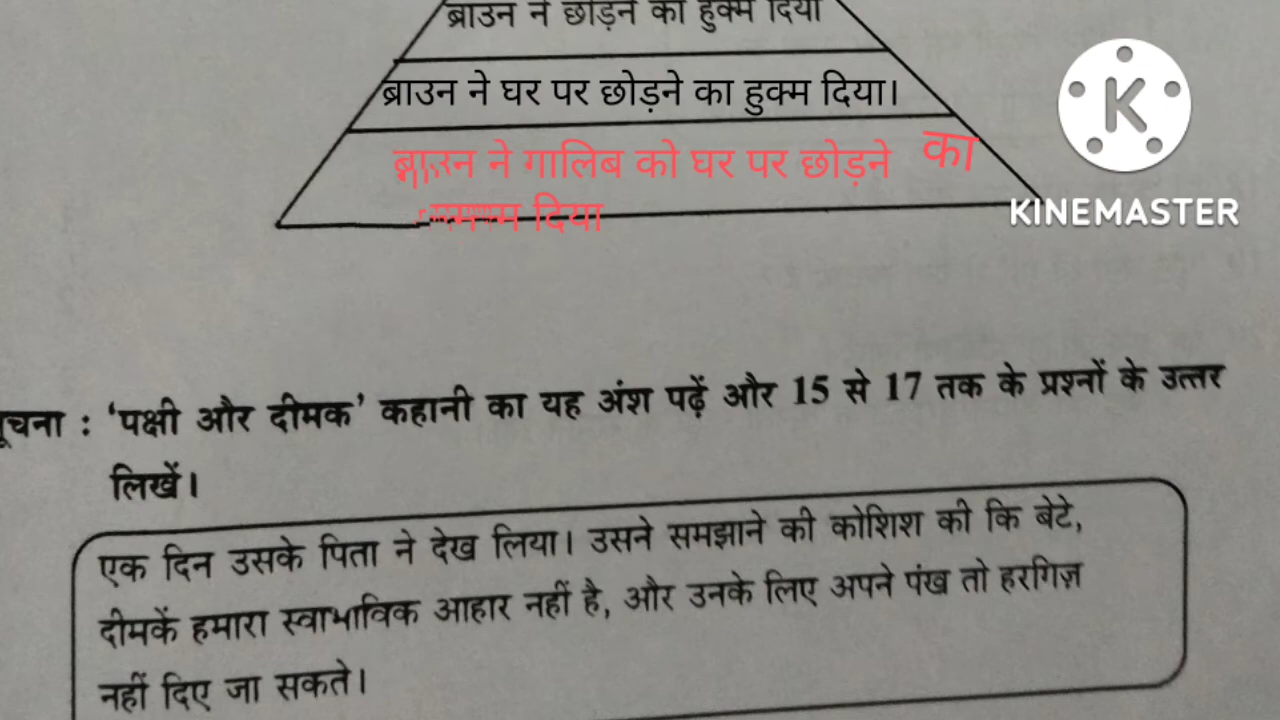 ब्राउन ने छोड़ने का हुक्म दिया
ब्राउन ने घर पर छोड़ने का हुक्म दिया।
ब्राउन ने गालिब को घर पर छोड़ने का
दिया
KINEMASTER
सूचना : 'पक्षी और दीमक' कहानी का यह अंश पढ़ें और 15 से 17 तक के प्रश्नों के उत्तर
लिखें।
एक दिन उसके पिता ने देख लिया। उसने समझाने की कोशिश की कि बेटे,
दीमकें हमारा स्वाभाविक आहार नहीं है, और उनके लिए अपने पंख तो हरगिज़
नहीं दिए जा सकते।